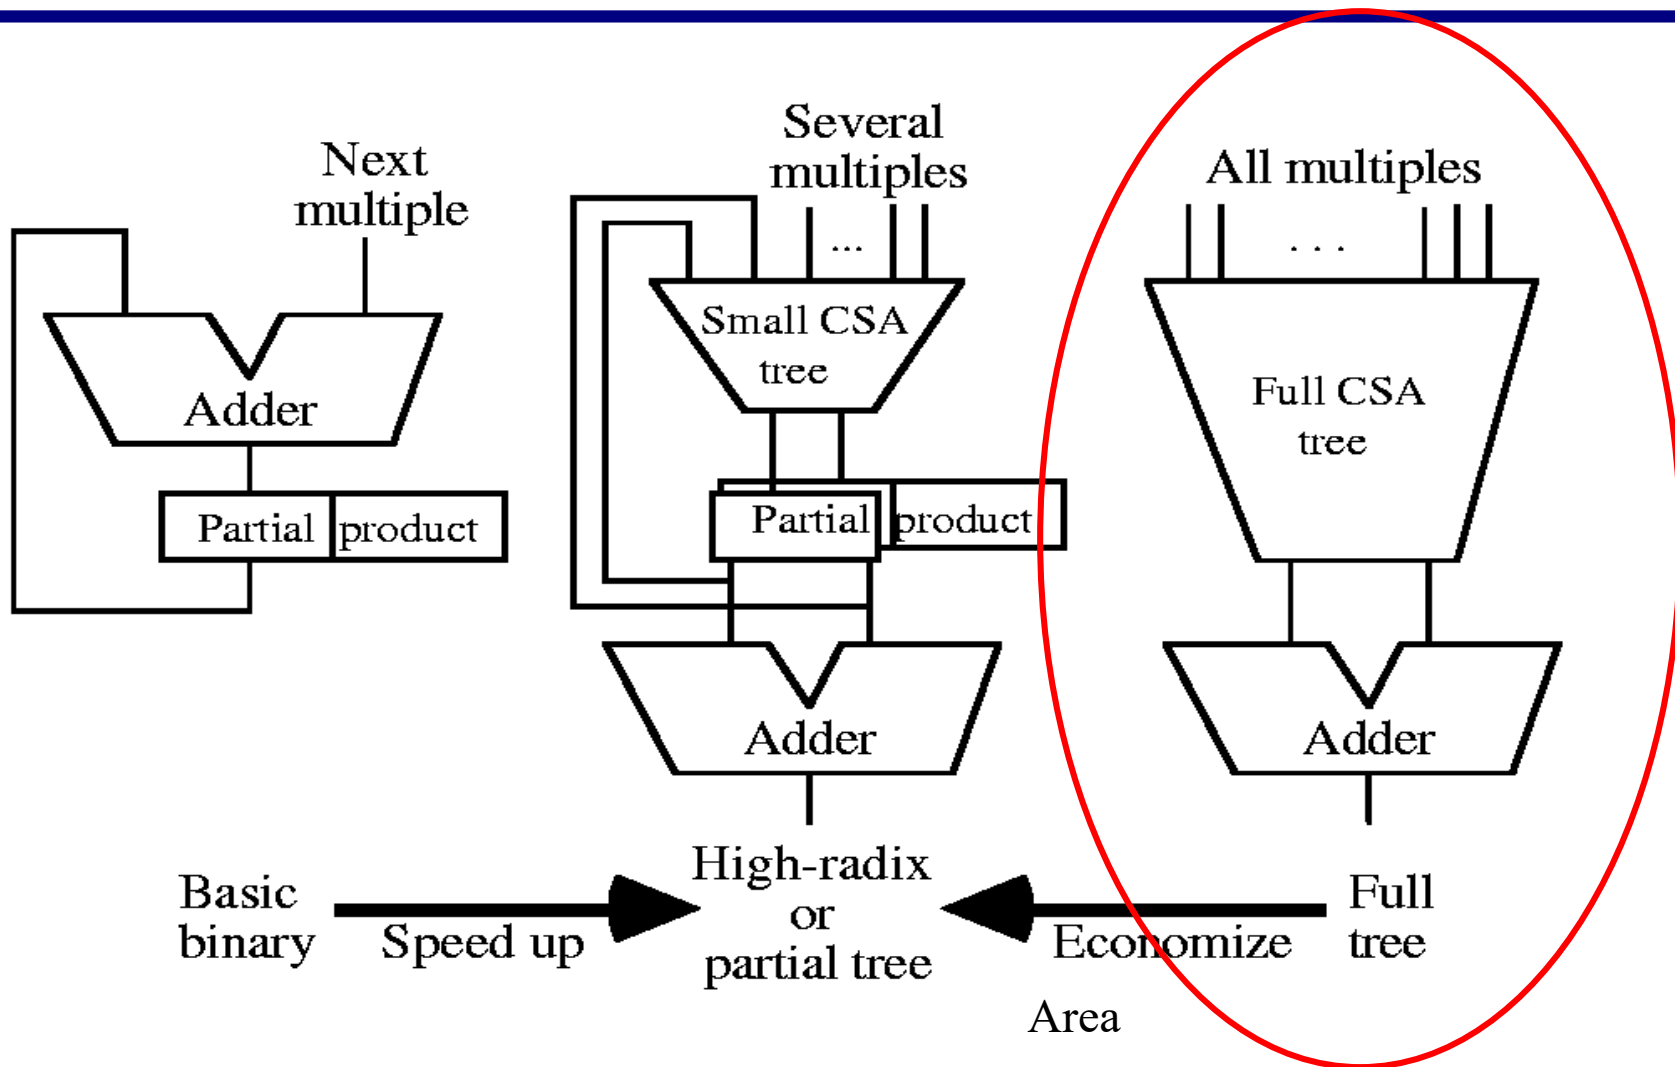 Next
multiple
Adder
Partial product
Several
multiples
...
Small CSA
tree
Partial product
Adder
All multiples
. . .
Full CSA
tree
Adder
Basic
binary
Speed up
High-radix
or
partial tree
Economize
Area
Full
tree